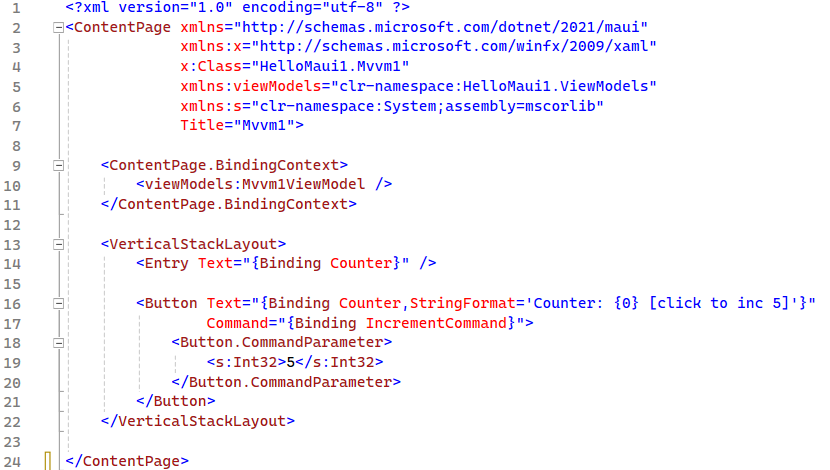 1 <?xml version="1.0" encoding="utf-8" ?>
2 <ContentPage xmlns="http://schemas.microsoft.com/dotnet/2021/maui"
3              xmlns:x="http://schemas.microsoft.com/winfx/2009/xaml"
4              x:Class="HelloMaui1.Mvvm1"
5              xmlns:viewModels="clr-namespace:HelloMaui1.ViewModels"
6              xmlns:s="clr-namespace:System;assembly=mscorlib"
7              Title="Mvvm1">
8
9     <ContentPage.BindingContext>
10         <viewModels:Mvvm1ViewModel />
11     </ContentPage.BindingContext>
12
13     <VerticalStackLayout>
14         <Entry Text="{Binding Counter}" />
15
16         <Button Text="{Binding Counter,StringFormat='Counter: {0} [click to inc 5]'}"
17                 Command="{Binding IncrementCommand}">
18             <Button.CommandParameter>
19                 <s:Int32>5</s:Int32>
20             </Button.CommandParameter>
21         </Button>
22     </VerticalStackLayout>
23
24 </ContentPage>